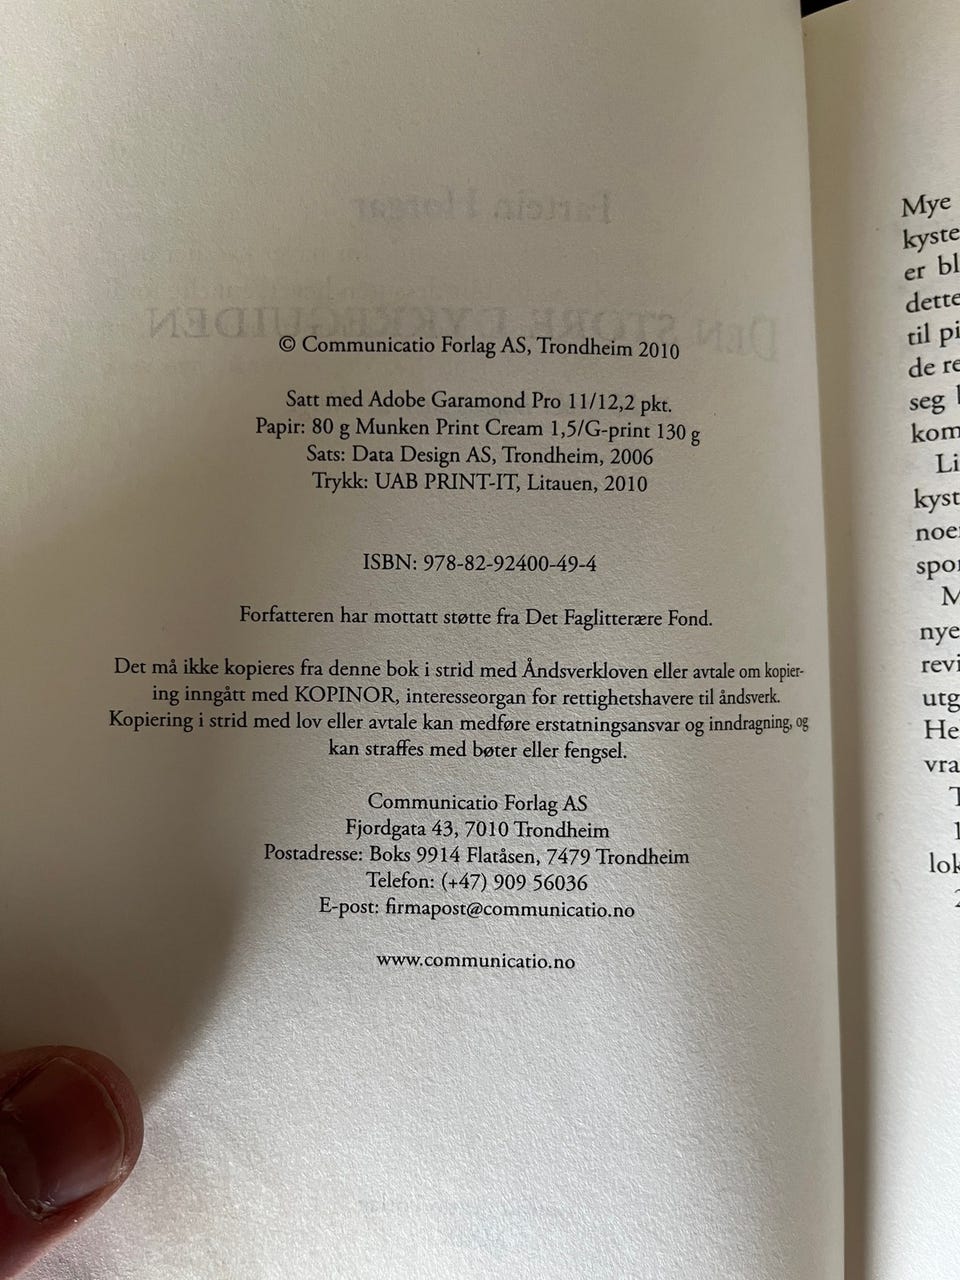 © Communicatio Forlag AS, Trondheim 2010
Satt med Adobe Garamond Pro 11/12,2 pkt.
Papir: 80 g Munken Print Cream 1,5/G-print 130 g
Sats: Data Design AS, Trondheim, 2006
Trykk: UAB PRINT-IT, Litauen, 2010
ISBN: 978-82-92400-49-4
Forfatteren har mottatt støtte fra Det Faglitterære Fond.
Det må ikke kopieres fra denne bok i strid med Åndsverkloven eller avtale om kopier-
ing inngått med KOPINOR, interesseorgan for rettighetshavere til åndsverk.
Kopiering i strid med lov eller avtale kan medføre erstatningsansvar og inndragning, og
kan straffes med bøter eller fengsel.
Communicatio Forlag AS
Fjordgata 43, 7010 Trondheim
Postadresse: Boks 9914 Flatåsen, 7479 Trondheim
Telefon: (+47) 909 56036
E-post: firmapost@communicatio.no
www.communicatio.no
Mye
kyste
er bl
dette
til pi
de re
seg
kom
Li
kyst
noe
spor
M
nye
revi
utg
He
vra
T
lok
2